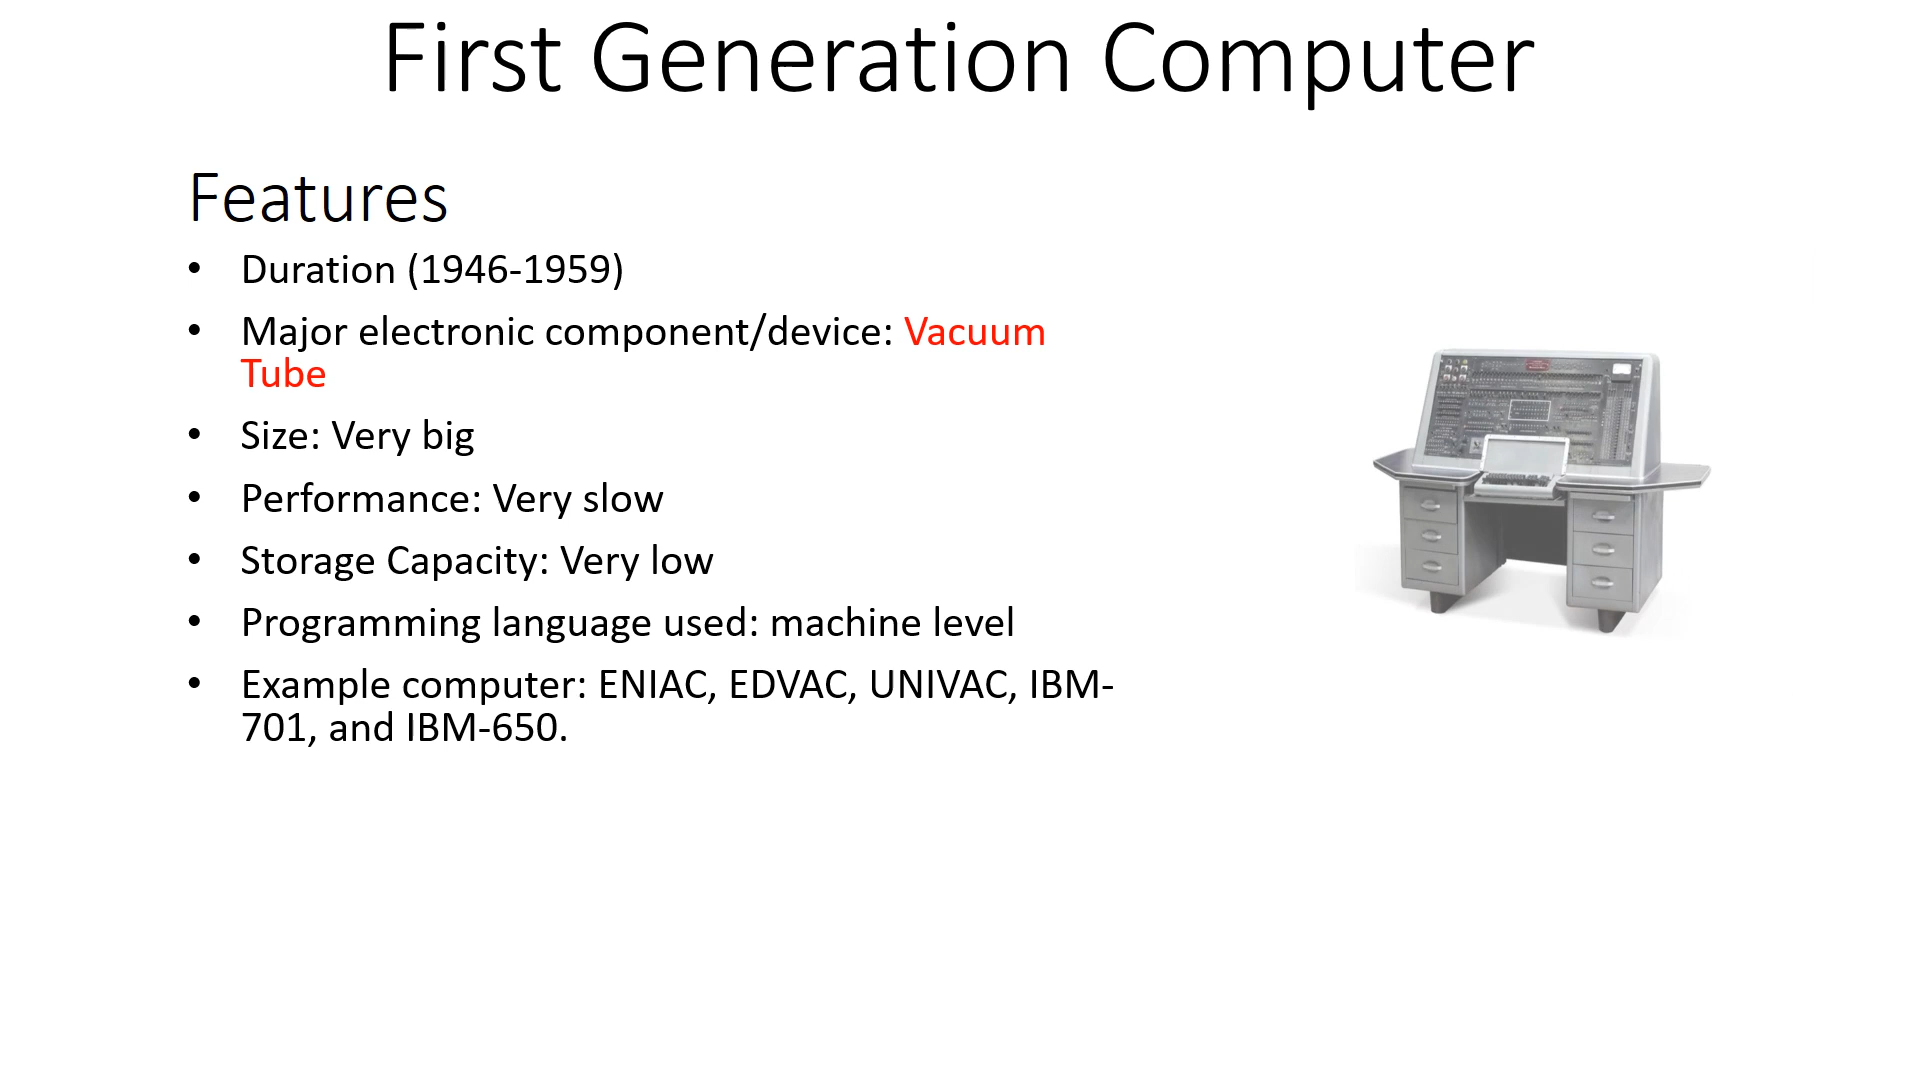 First Generation Computer
Features
• Duration (1946-1959)
• Major electronic component/device: Vacuum
Tube
• Size: Very big
• Performance: Very slow
• Storage Capacity: Very low
• Programming language used: machine level
• Example computer: ENIAC, EDVAC, UNIVAC, IBM-
701, and IBM-650.